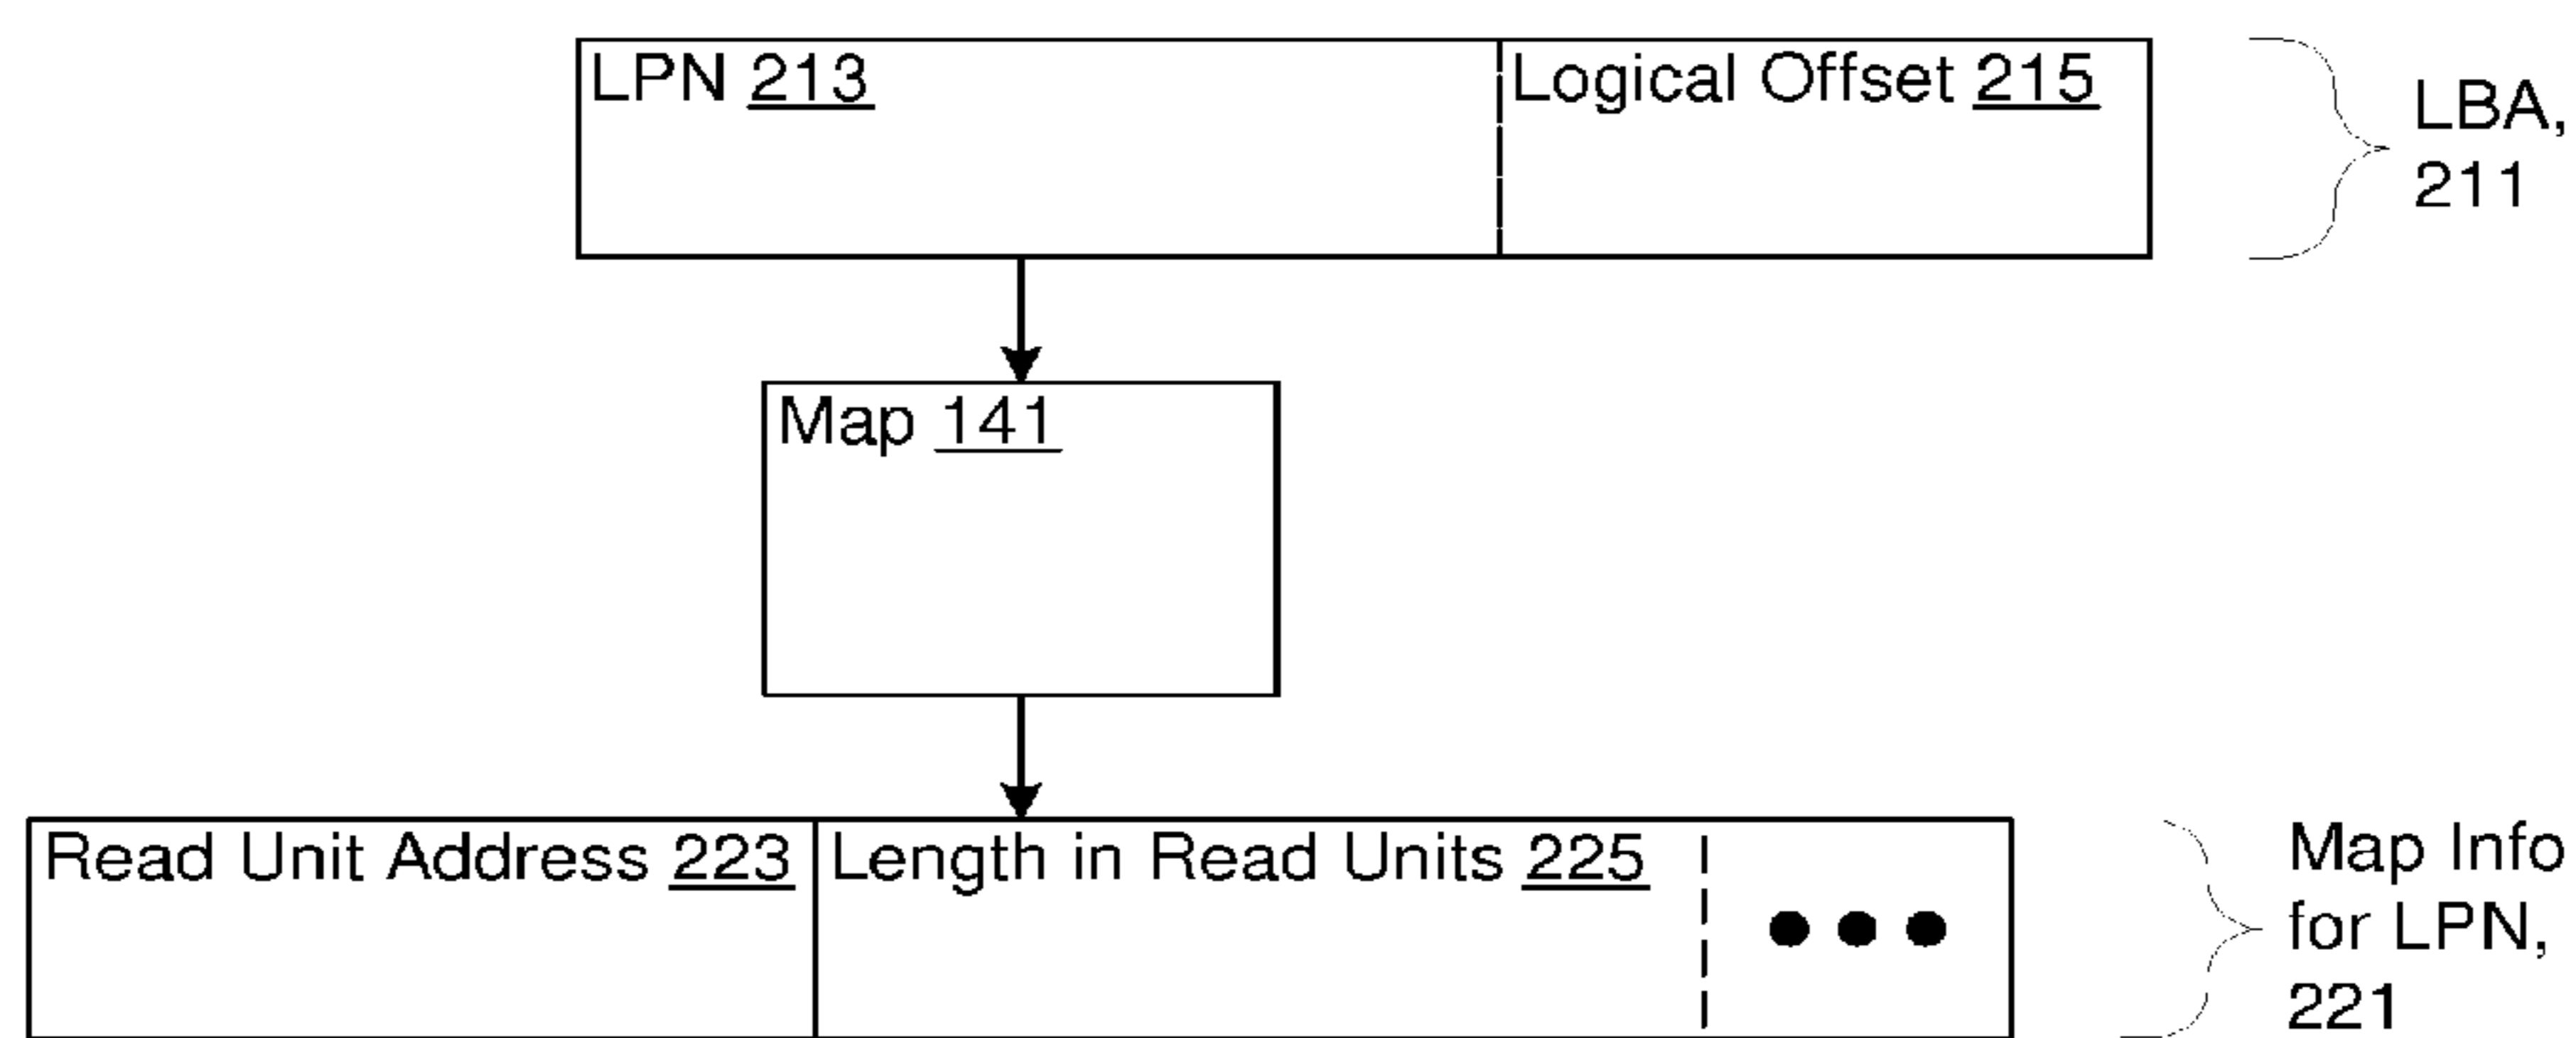 LPN 213
Logical Offset 215
LBA,
211
Map 141
Read Unit Address 223
Length in Read Units 225
Map Info
for LPN,
221